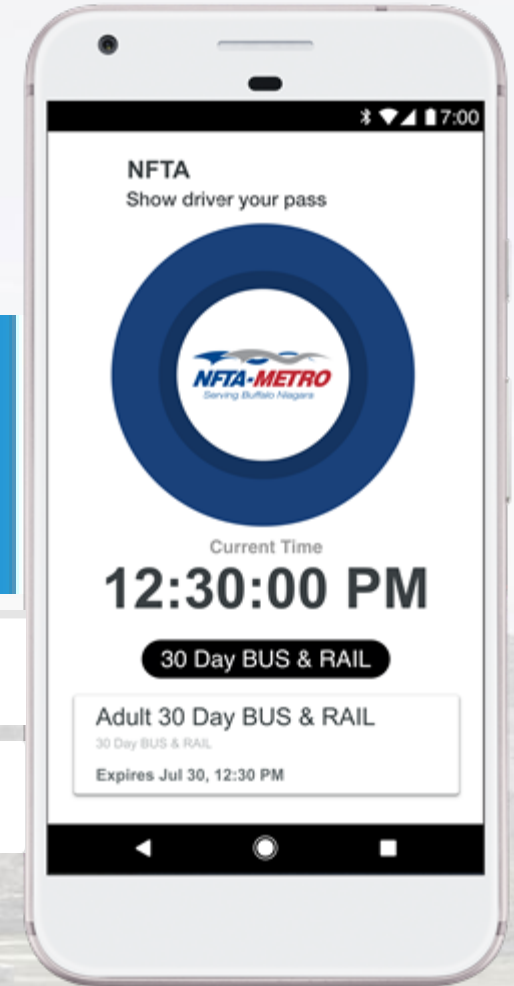 7:00
NFTA
Show driver your pass
NFTA-METRO
Serving Buffalo Niagara
Current Time
12:30:00 PM
30 Day BUS & RAIL
Adult 30 Day BUS & RAIL
30 Day BUS & RAIL
Expires Jul 30, 12:30 PM